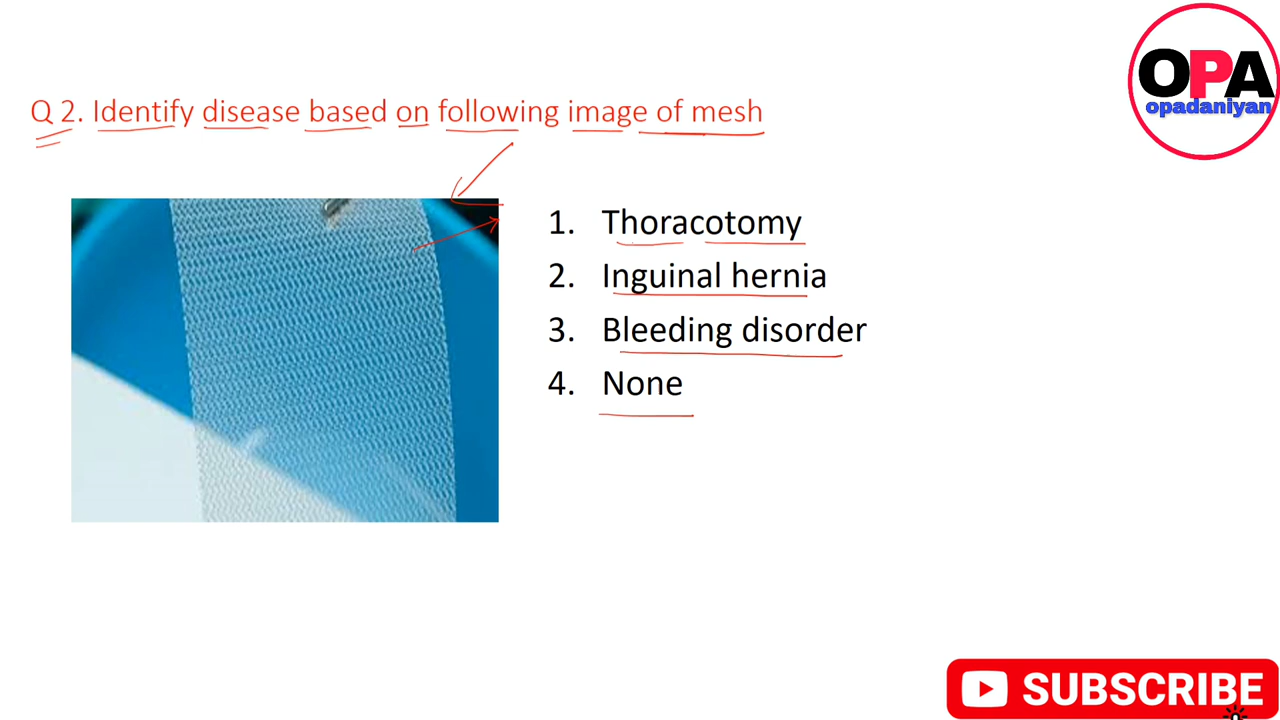 OPA
opadaniyan
Q 2. Identify disease based on following image of mesh
1. Thoracotomy
2. Inguinal hernia
3. Bleeding disorder
4. None
SUBSCRIBE